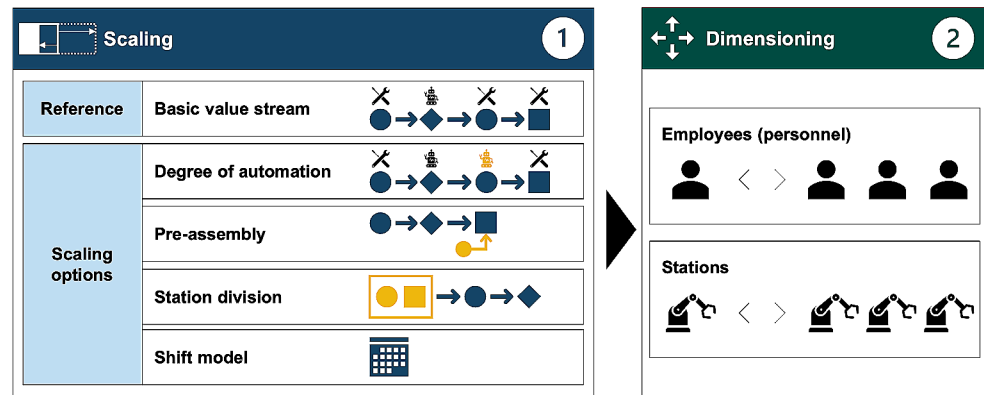 Scaling
1
Reference
Basic value stream
Scaling
options
Degree of automation
Pre-assembly
Station division
Shift model
Dimensioning
2
Employees (personnel)
Stations